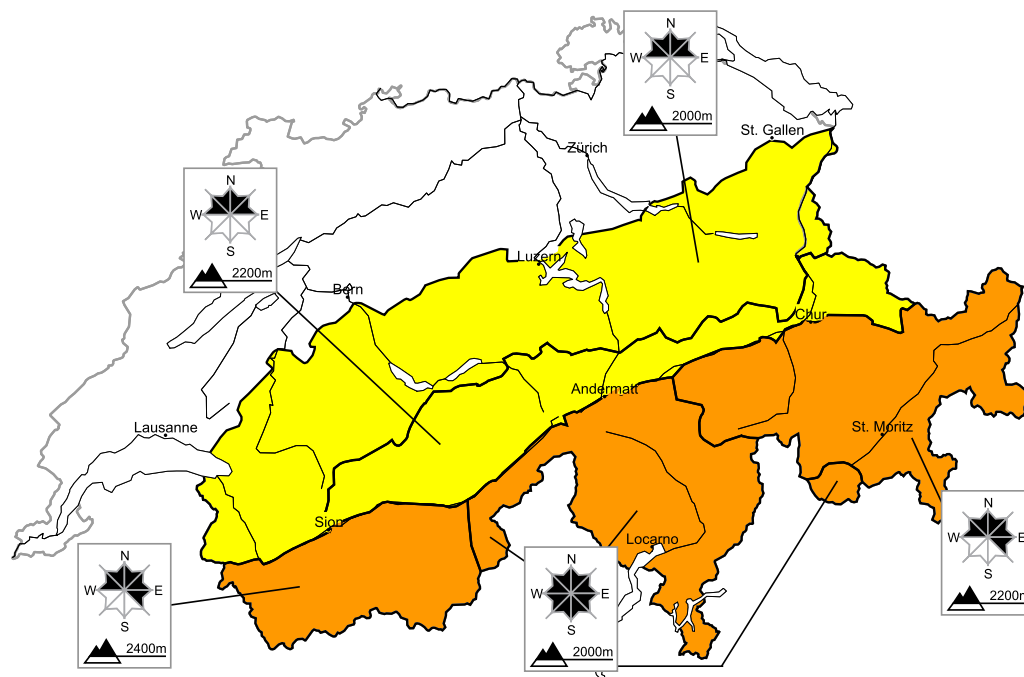 N
W E
S
2000m
St. Gallen
Zürich
N
W E
S
2200m
Luzern
Bern
Chur
Andermatt
Lausanne
St. Moritz
Sion
N
W E
S
2200m
Locarno
N
W E
S
2400m
N
W E
S
2000m